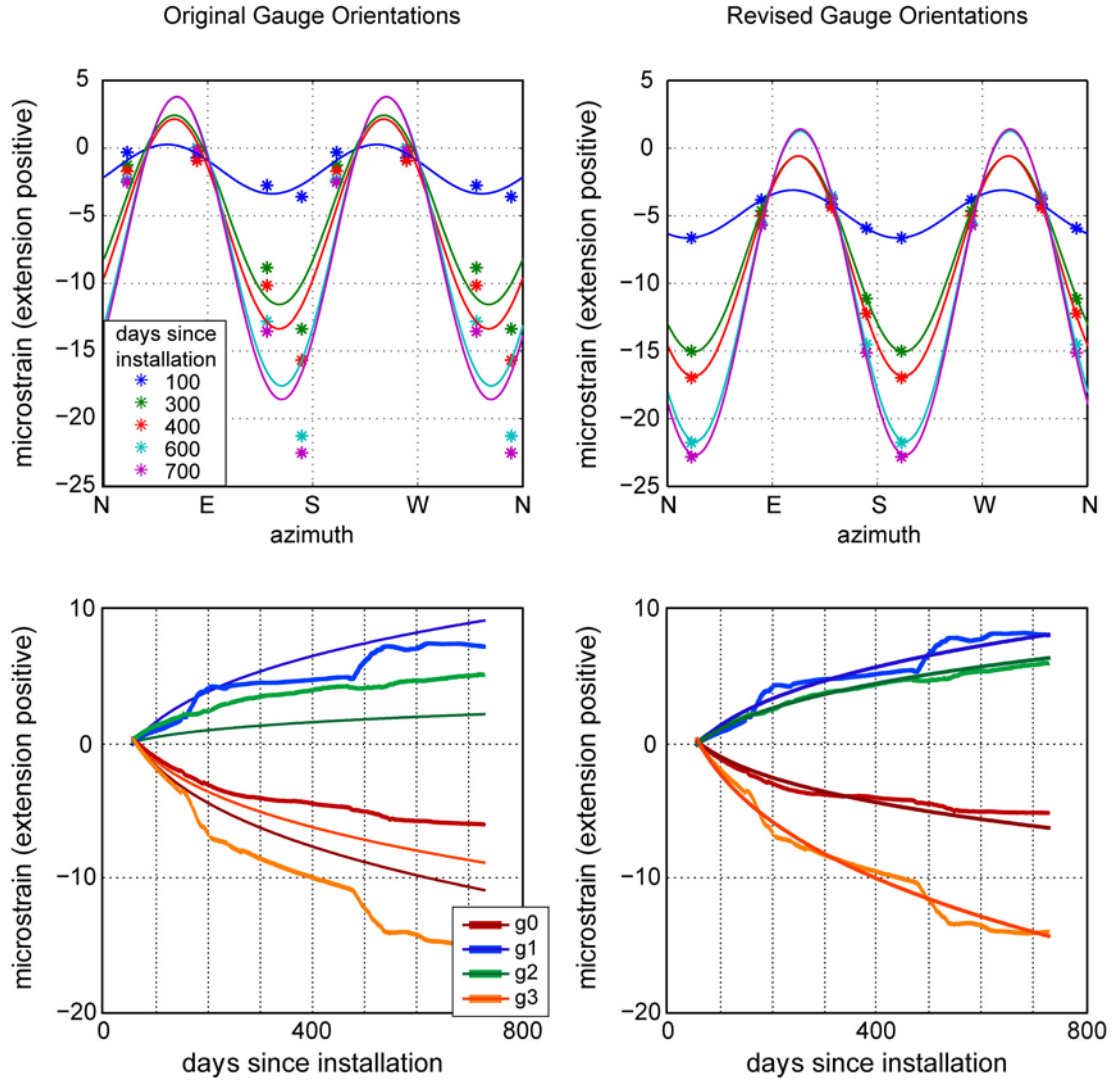 Original Gauge Orientations
Revised Gauge Orientations
microstrain (extension positive)
5
0
−5
−10
−15
−20
−25
days since
installation
100
300
400
600
700
N
E
S
W
N
azimuth
microstrain (extension positive)
5
0
−5
−10
−15
−20
−25
N
E
S
W
N
azimuth
microstrain (extension positive)
10
0
−10
−20
g0
g1
g2
g3
0
400
800
days since installation
microstrain (extension positive)
10
0
−10
−20
0
400
800
days since installation